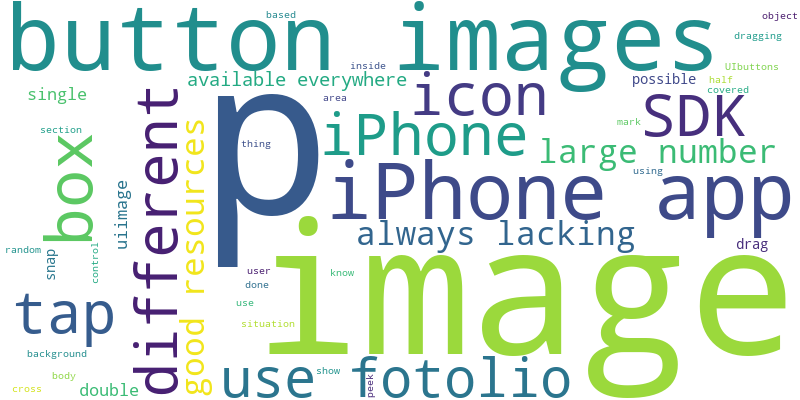 button images
based
object
dragging
inside
UIbuttons
available everywhere
icon
possible
half
covered
single
area
different
box
section
good resources
p
thing
iPhone
SDK
mark
large number
using
iPhone app
uiimage
always lacking
drag
random
snap
control
user
done
know
image
use
situation
tap
background
body
cross
double
use fotolio
show
peek